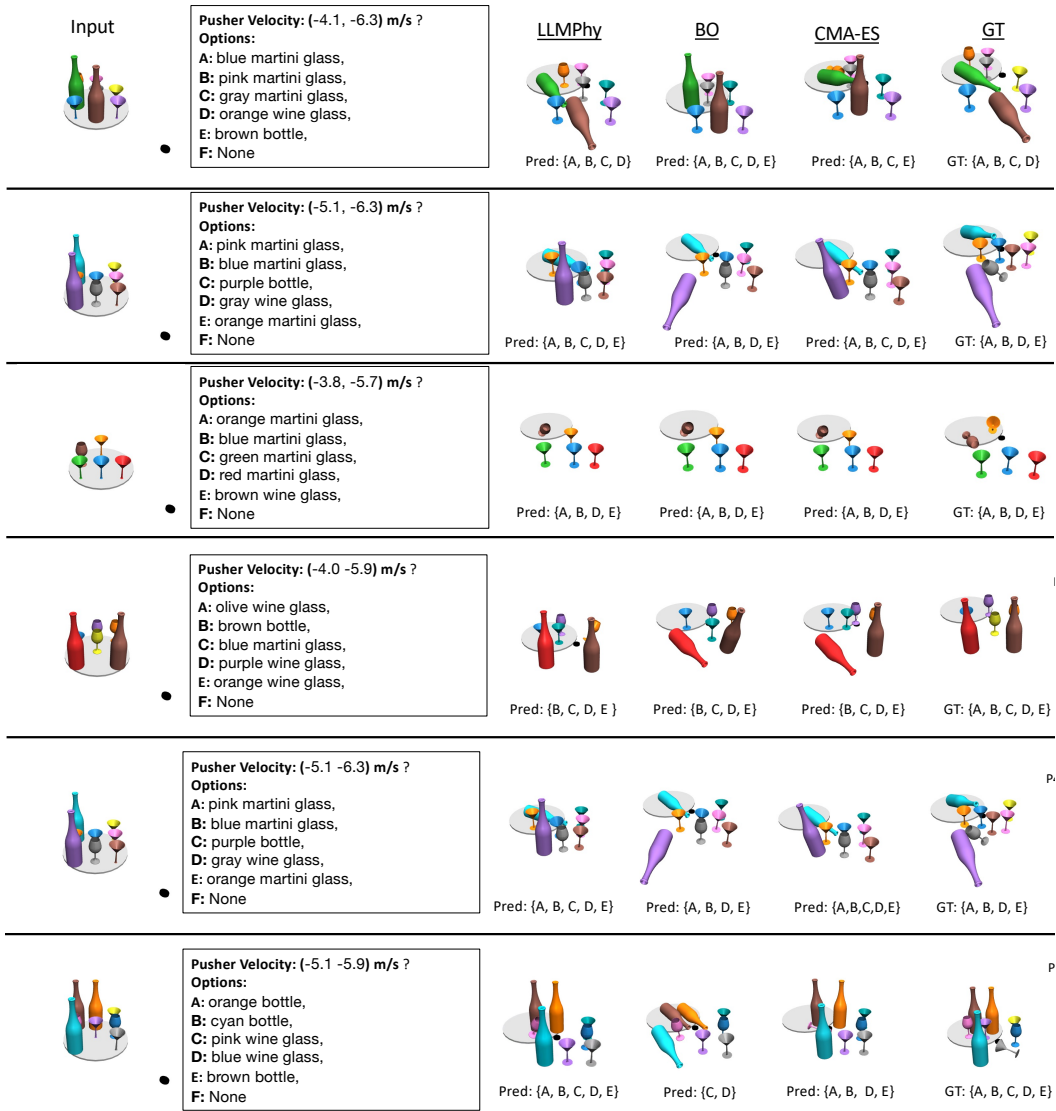 Input
Pusher Velocity: (-4.1, -6.3) m/s ?
Options:
A: blue martini glass,
B: pink martini glass,
C: gray martini glass,
D: orange wine glass,
E: brown bottle,
F: None
LLMPhy
BO
CMA-ES
GT
Pred: {A, B, C, D}
Pred: {A, B, C, D, E}
Pred: {A, B, C, E}
GT: {A, B, C, D}
Pusher Velocity: (-5.1, -6.3) m/s ?
Options:
A: pink martini glass,
B: blue martini glass,
C: purple bottle,
D: gray wine glass,
E: orange martini glass,
F: None
Pred: {A, B, C, D, E}
Pred: {A, B, D, E}
Pred: {A, B, C, D, E}
GT: {A, B, D, E}
Pusher Velocity: (-3.8, -5.7) m/s ?
Options:
A: orange martini glass,
B: blue martini glass,
C: green martini glass,
D: red martini glass,
E: brown wine glass,
F: None
Pred: {A, B, D, E}
Pred: {A, B, D, E}
Pred: {A, B, D, E}
GT: {A, B, D, E}
Pusher Velocity: (-4.0 -5.9) m/s ?
Options:
A: olive wine glass,
B: brown bottle,
C: blue martini glass,
D: purple wine glass,
E: orange wine glass,
F: None
Pred: {B, C, D, E }
Pred: {B, C, D, E}
Pred: {B, C, D, E}
GT: {A, B, C, D, E}
Pusher Velocity: (-5.1 -6.3) m/s ?
Options:
A: pink martini glass,
B: blue martini glass,
C: purple bottle,
D: gray wine glass,
E: orange martini glass,
F: None
Pred: {A, B, C, D, E}
Pred: {A, B, D, E}
Pred: {A,B,C,D,E}
GT: {A, B, D, E}
Pusher Velocity: (-5.1 -5.9) m/s ?
Options:
A: orange bottle,
B: cyan bottle,
C: pink wine glass,
D: blue wine glass,
E: brown bottle,
F: None
Pred: {A, B, C, D, E}
Pred: {C, D}
Pred: {A, B, D, E}
GT: {A, B, C, D, E}